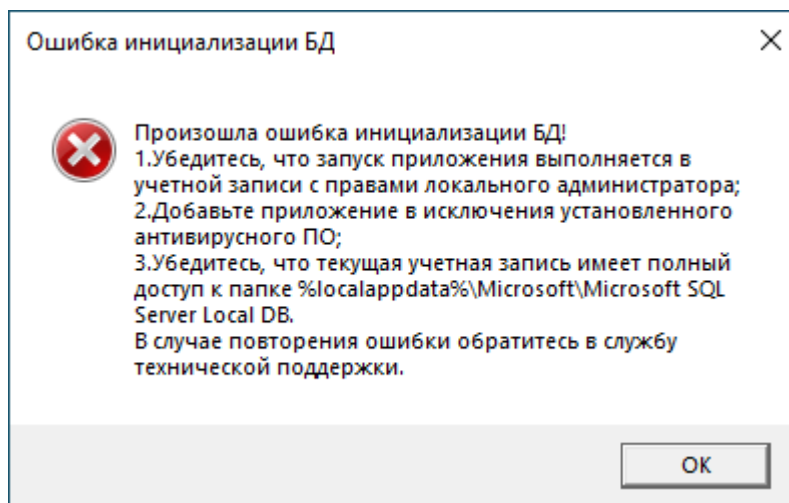 Ошибка инициализации БД
Произошла ошибка инициализации БД!
1.Убедитесь, что запуск приложения выполняется в
учетной записи с правами локального администратора;
2.Добавьте приложение в исключения установленного
антивирусного ПО;
3.Убедитесь, что текущая учетная запись имеет полный
доступ к папке %localappdata%\Microsoft\Microsoft SQL
Server Local DB.
В случае повторения ошибки обратитесь в службу
технической поддержки.
ОК